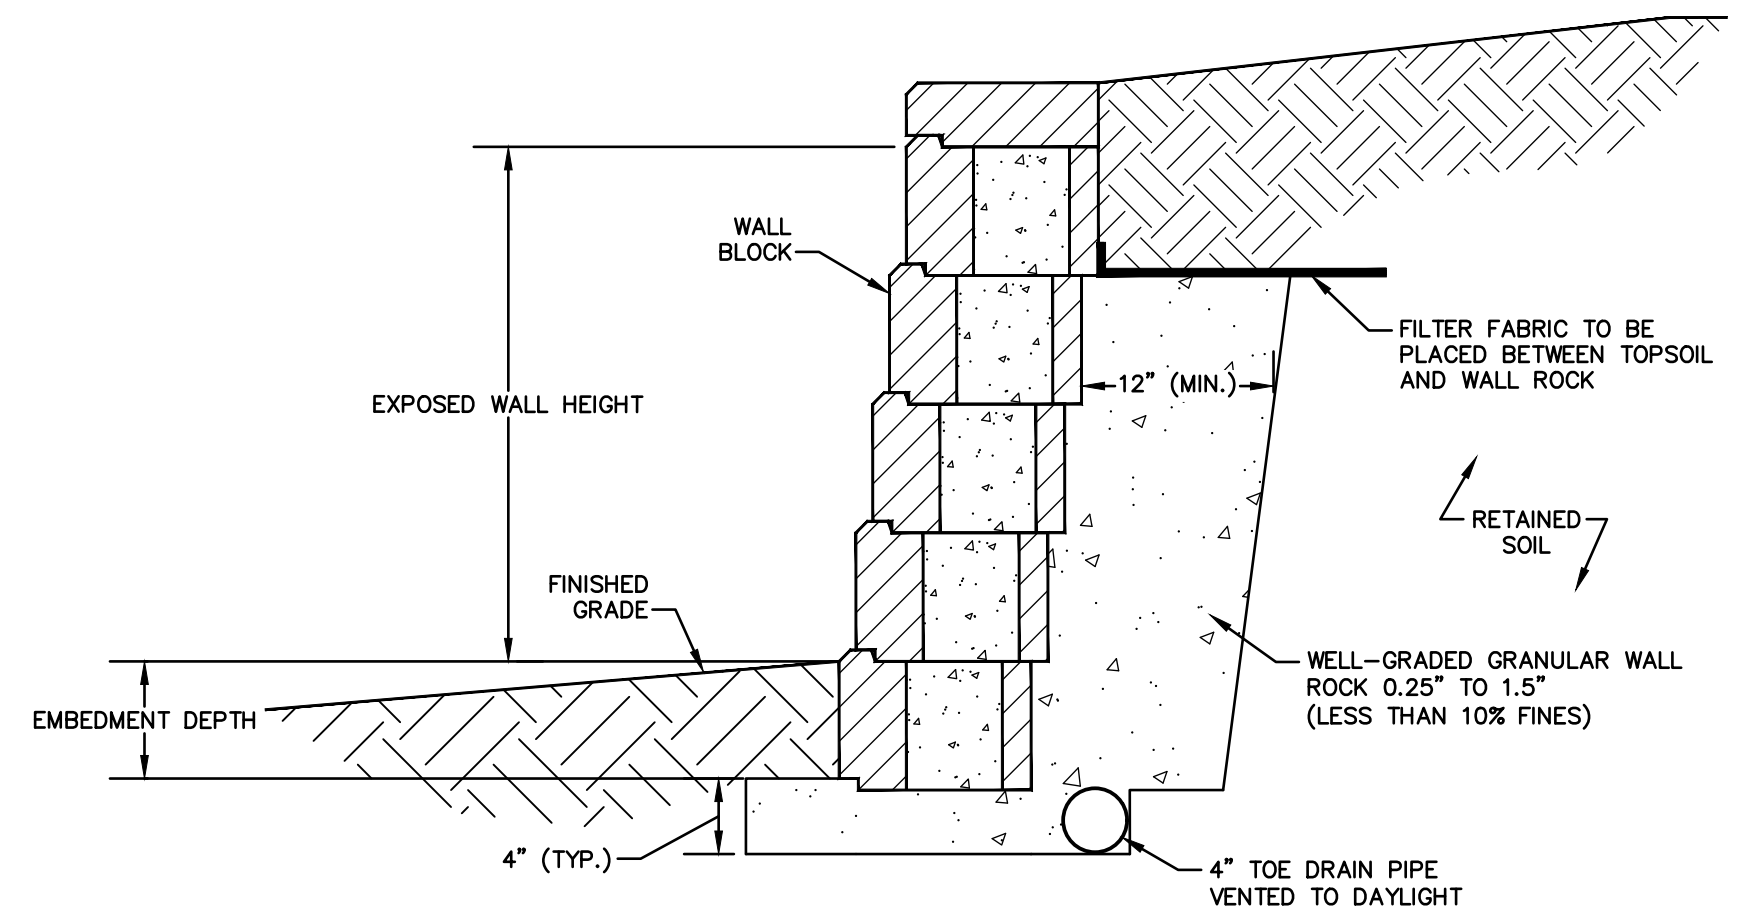 WALL
BLOCK
FILTER FABRIC TO BE
PLACED BETWEEN TOPSOIL
AND WALL ROCK
12" (MIN.)
EXPOSED WALL HEIGHT
RETAINED
SOIL
FINISHED
GRADE
WELL-GRADED GRANULAR WALL
ROCK 0.25" TO 1.5"
(LESS THAN 10% FINES)
EMBEDMENT DEPTH
4" (TYP.)
4" TOE DRAIN PIPE
VENTED TO DAYLIGHT